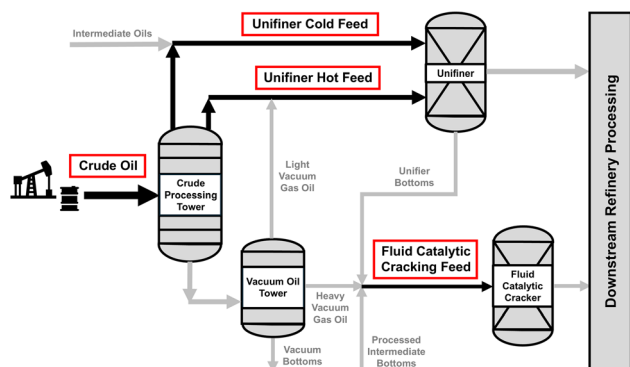 Intermediate Oils
Unifiner Cold Feed
Unifiner Hot Feed
Unifiner
Crude Oil
Crude
Processing
Tower
Light
Vacuum
Gas Oil
Unifier
Bottoms
Fluid Catalytic
Cracking Feed
Vacuum Oil
Tower
Heavy
Vacuum
Gas Oil
Fluid
Catalytic
Cracker
Vacuum
Bottoms
Processed
Intermediate
Bottoms
Downstream Refinery Processing